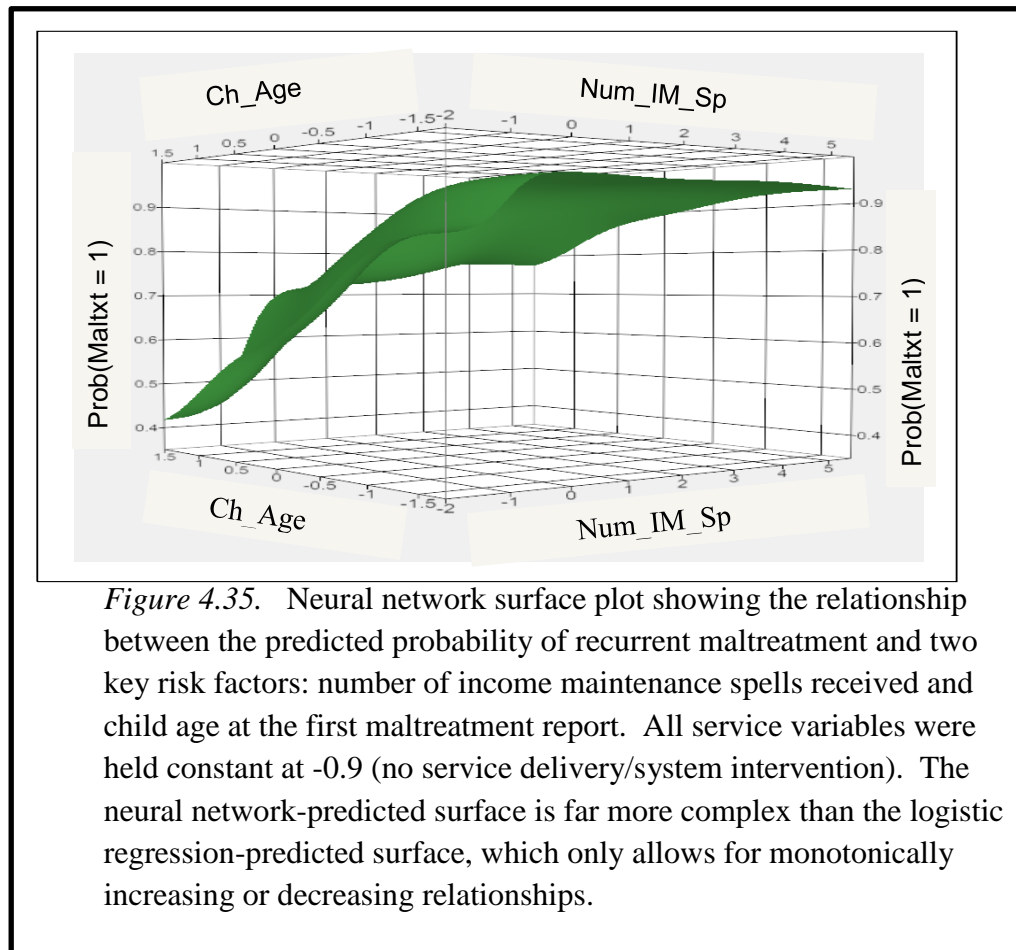 Ch_Age
Num_IM_Sp
1.5 1 0.5 0 -0.5 -1 -1.5 -2 -1 0 1 2 3 4 5
Prob(Maltxt = 1)
0.9
0.8
0.7
0.6
0.5
0.4
0.9
0.8
0.7
0.6
0.5
0.4
Prob(Maltxt = 1)
1.5 1 0.5 0 -0.5 -1 -1.5 -2 -1 0 1 2 3 4 5
Ch_Age
Num_IM_Sp
Figure 4.35. Neural network surface plot showing the relationship
between the predicted probability of recurrent maltreatment and two
key risk factors: number of income maintenance spells received and
child age at the first maltreatment report. All service variables were
held constant at -0.9 (no service delivery/system intervention). The
neural network-predicted surface is far more complex than the logistic
regression-predicted surface, which only allows for monotonically
increasing or decreasing relationships.